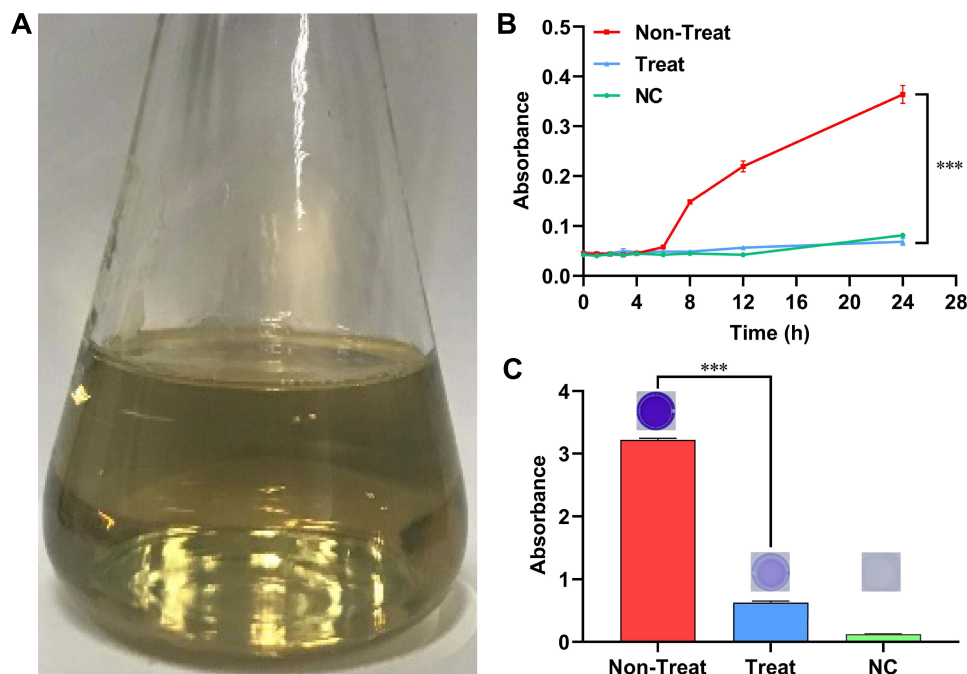 A
B
Non-Treat
Treat
NC
Absorbance
0.5
0.4
0.3
0.2
0.1
0.0
0 4 8 12 16 20 24 28
Time (h)
***
C
***
Absorbance
4
3
2
1
0
Non-Treat Treat NC